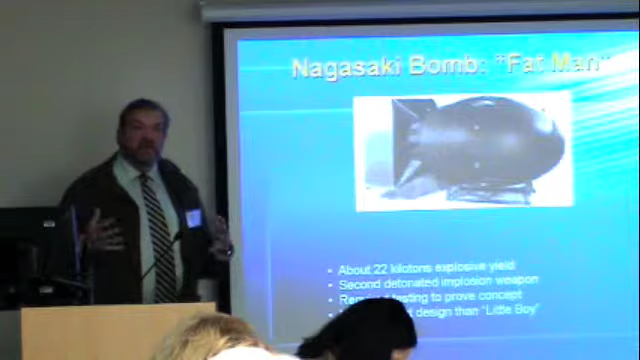 Nagasaki Bomb: "Fat Man"
• About 22 kilotons explosive yield
• Second detonated implosion weapon
• testing to prove concept
• design than "Little Boy"